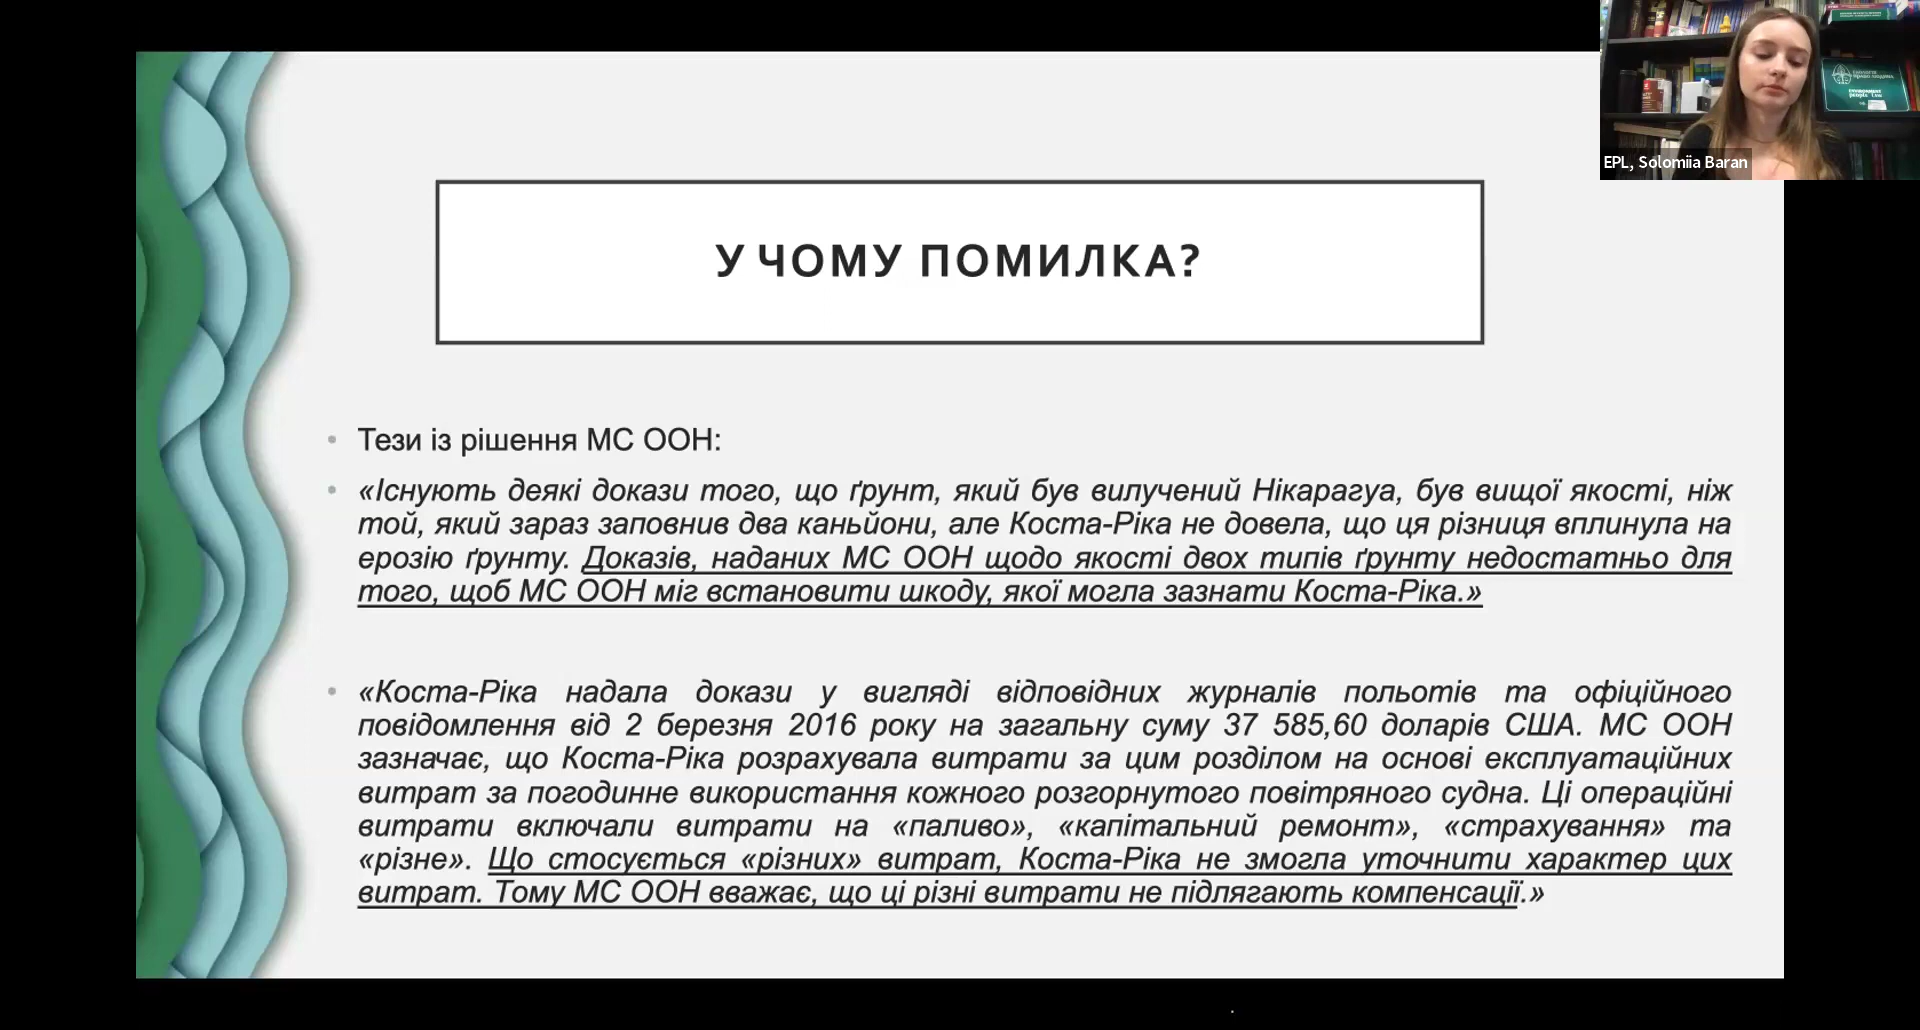 EPL, Solomiia Baran
У ЧОМУ ПОМИЛКА?
• Тези із рішення МС ООН:
• «Існують деякі докази того, що ґрунт, який був вилучений Нікарагуа, був вищої якості, ніж
той, який зараз заповнив два каньйони, але Коста-Ріка не довела, що ця різниця вплинула на
ерозію ґрунту. Доказів, наданих МС ООН щодо якості двох типів ґрунту недостатньо для
того, щоб МС ООН міг встановити шкоду, якої могла зазнати Коста-Ріка.»
• «Коста-Ріка надала докази у вигляді відповідних журналів польотів та офіційного
повідомлення від 2 березня 2016 року на загальну суму 37 585,60 доларів США. МС ООН
зазначає, що Коста-Ріка розрахувала витрати за цим розділом на основі експлуатаційних
витрат за погодинне використання кожного розгорнутого повітряного судна. Ці операційні
витрати включали витрати на «паливо», «капітальний ремонт», «страхування» та
«різне». Що стосується «різних» витрат, Коста-Ріка не змогла уточнити характер цих
витрат. Тому МС ООН вважає, що ці різні витрати не підлягають компенсації.»